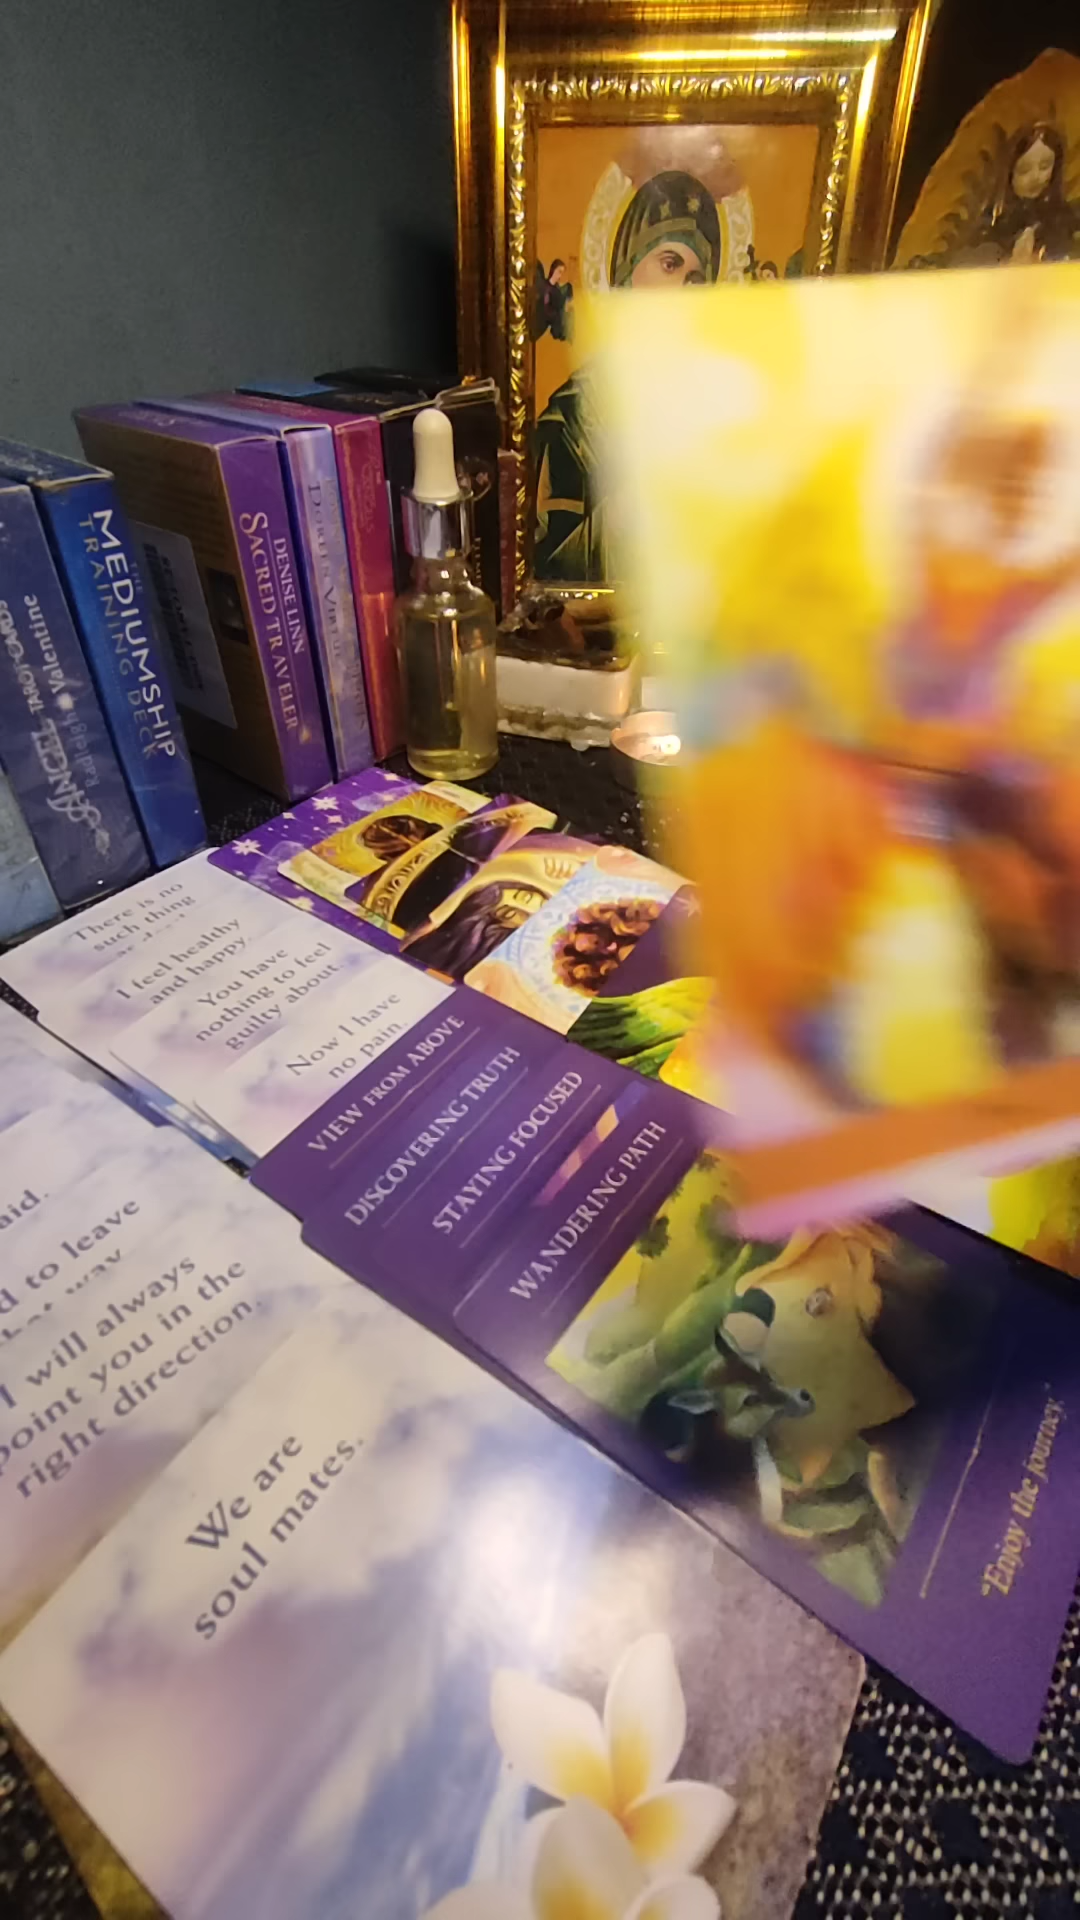 ANGEL TAROT CARDS
Radleigh Valentine
THE
MEDIUMSHIP
TRAINING DECK
DENISE LINN
SACRED TRAVELER
DOREEN VIRTUE
There is no
such thing
I feel healthy
and happy.
You have
nothing to feel
guilty about.
Now I have
no pain.
VIEW FROM ABOVE
DISCOVERING TRUTH
STAYING FOCUSED
WANDERING PATH
"Enjoy the journey."
aid.
d to leave
way
I will always
point you in the
right direction.
We are
soul mates.